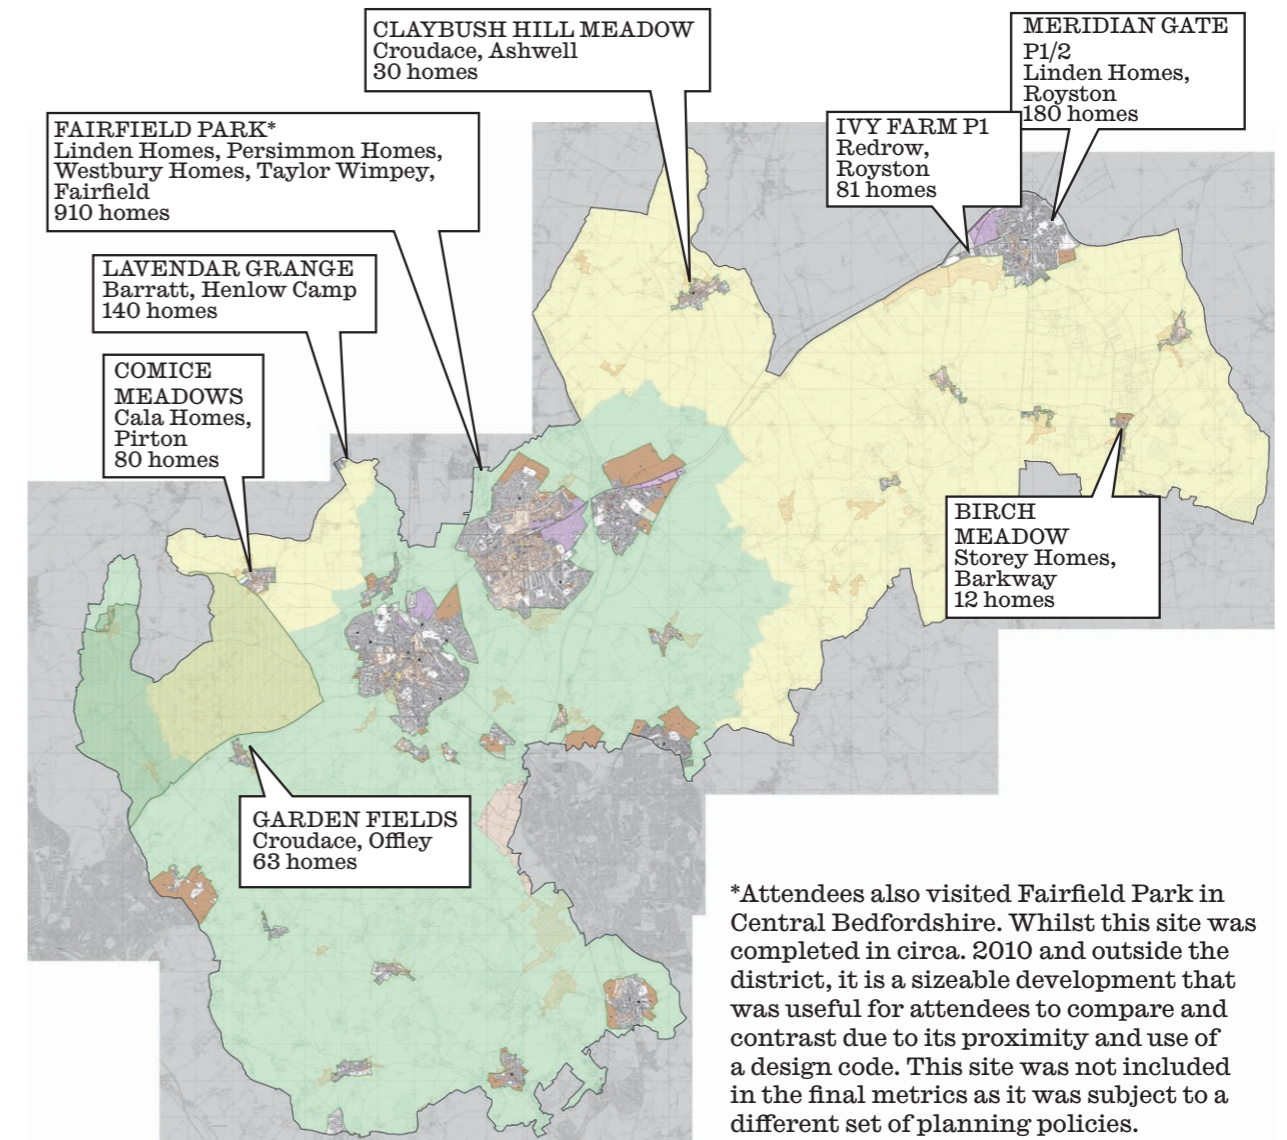 CLAYBUSH HILL MEADOW
Croudace, Ashwell
30 homes
MERIDIAN GATE
P1/2
Linden Homes,
Royston
180 homes
FAIRFIELD PARK*
Linden Homes, Persimmon Homes,
Westbury Homes, Taylor Wimpey,
Fairfield
910 homes
IVY FARM P1
Redrow,
Royston
81 homes
LAVENDAR GRANGE
Barratt, Henlow Camp
140 homes
COMICE
MEADOWS
Cala Homes,
Pirton
80 homes
BIRCH
MEADOW
Storey Homes,
Barkway
12 homes
GARDEN FIELDS
Croudace, Offley
63 homes
*Attendees also visited Fairfield Park in
Central Bedfordshire. Whilst this site was
completed in circa. 2010 and outside the
district, it is a sizeable development that
was useful for attendees to compare and
contrast due to its proximity and use of
a design code. This site was not included
in the final metrics as it was subject to a
different set of planning policies.